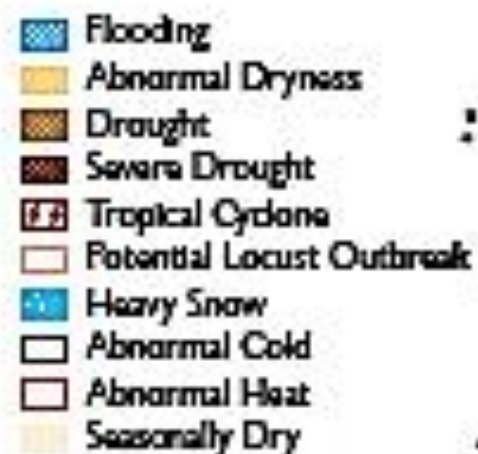 Flooding
Abnormal Dryness
Drought
Severe Drought
Tropical Cyclone
Potential Locust Outbreak
Heavy Snow
Abnormal Cold
Abnormal Heat
Seasonally Dry